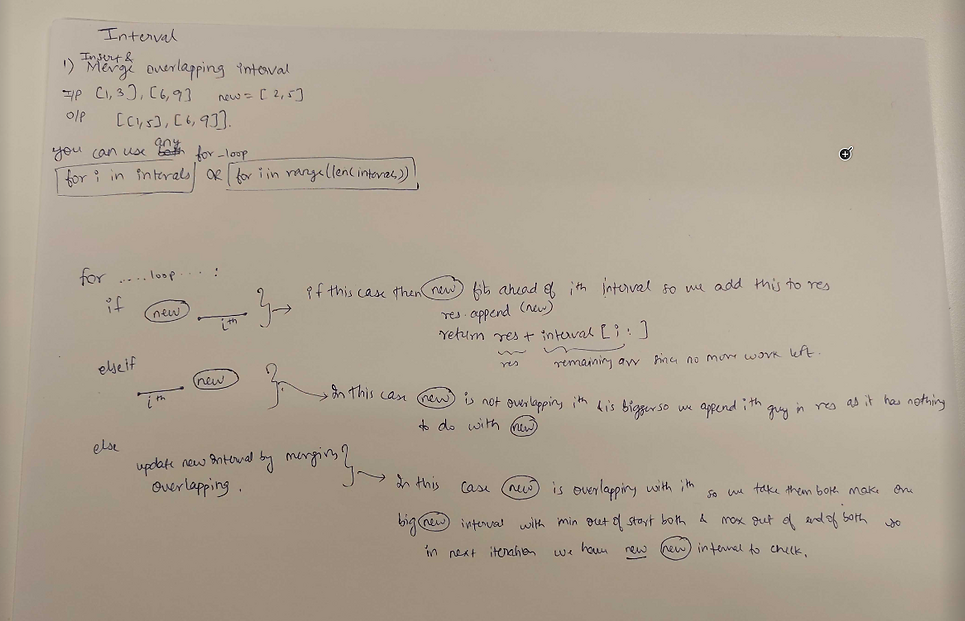 Interval
Insert &
1) Merge overlapping interval
I/P [1,3], [6,9] new = [2,5]
O/P [[1,5], [6,9]].
you can use any for-loop
for i in intervals OR for i in range(len(intervals))
for .....loop.... :
if new ith } → if this case then new fits ahead of ith interval so we add this to res
res.append(new)
return res + interval[i:]
res remaining arr since no more work left.
elseif
ith new } → In this case new is not overlapping ith & is bigger so we append ith guy in res as it has nothing
to do with new
else
update new interval by merging
overlapping. } → In this case new is overlapping with ith so we take them both make one
big new interval with min out of start both & max out of end of both so
in next iteration we have new new interval to check.